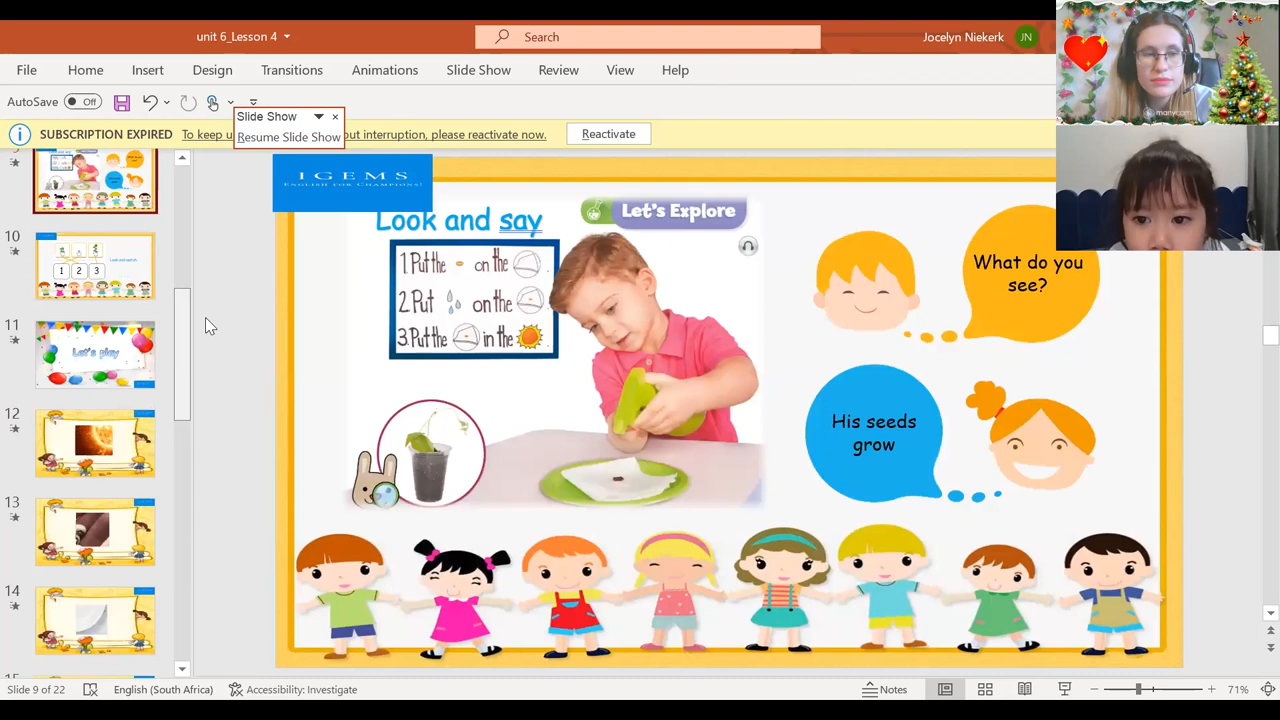 unit 6_Lesson 4
Search
Jocelyn Niekerk
JN
File
Home
Insert
Design
Transitions
Animations
Slide Show
Review
View
Help
AutoSave
Off
Slide Show
Resume Slide Show
SUBSCRIPTION EXPIRED
To keep u
out interruption, please reactivate now.
Reactivate
10
11
Let's play
12
13
14
1 2 3
IGEMS
ENGLISH FOR CHAMPIONS!
Look and say
Let's Explore
1. Put the on the
2. Put on the
3. Put the in the
What do you
see?
His seeds
grow
manycam
Slide 9 of 22
English (South Africa)
Accessibility: Investigate
Notes
71%